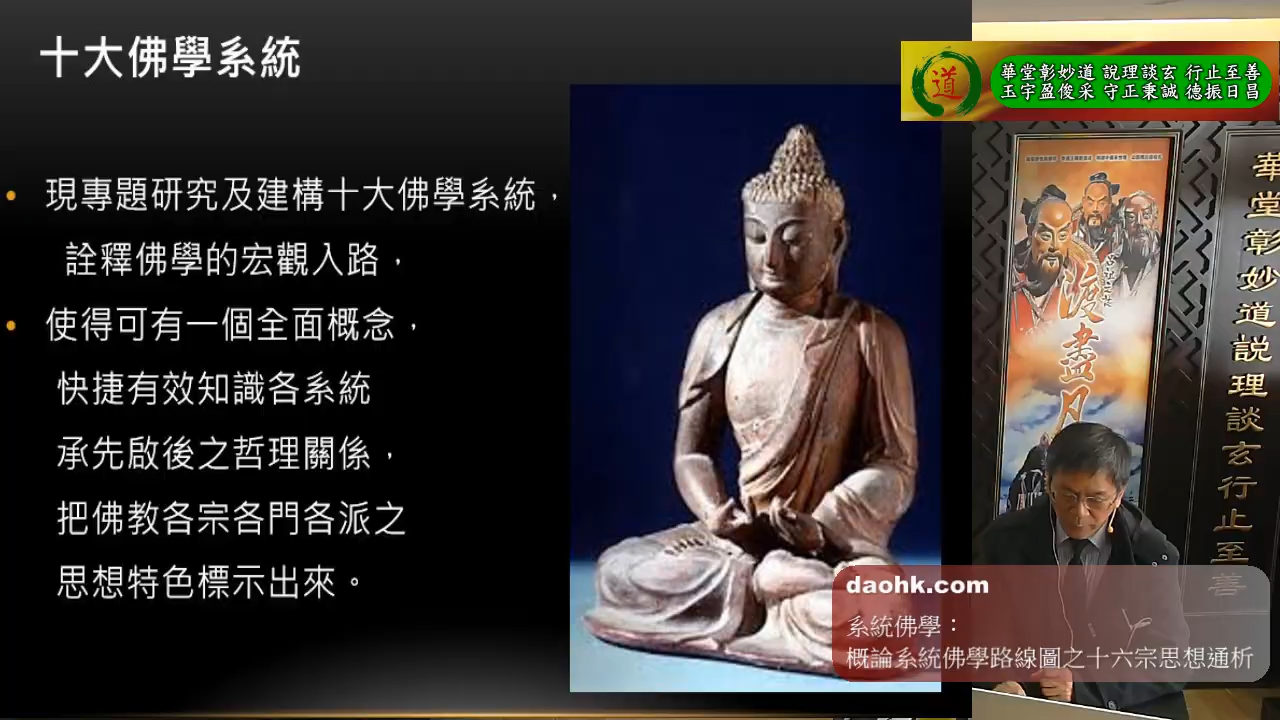 十大佛學系統
• 現專題研究及建構十大佛學系統，
詮釋佛學的宏觀入路，
• 使得可有一個全面概念，
快捷有效知識各系統
承先啟後之哲理關係，
把佛教各宗各門各派之
思想特色標示出來。
道
華堂彰妙道 說理談玄 行止至善
玉宇盈俊采 守正秉誠 德振日昌
渡盡凡
華堂彰妙道說理談玄行止至善
daohk.com
系統佛學：
概論系統佛學路線圖之十六宗思想通析